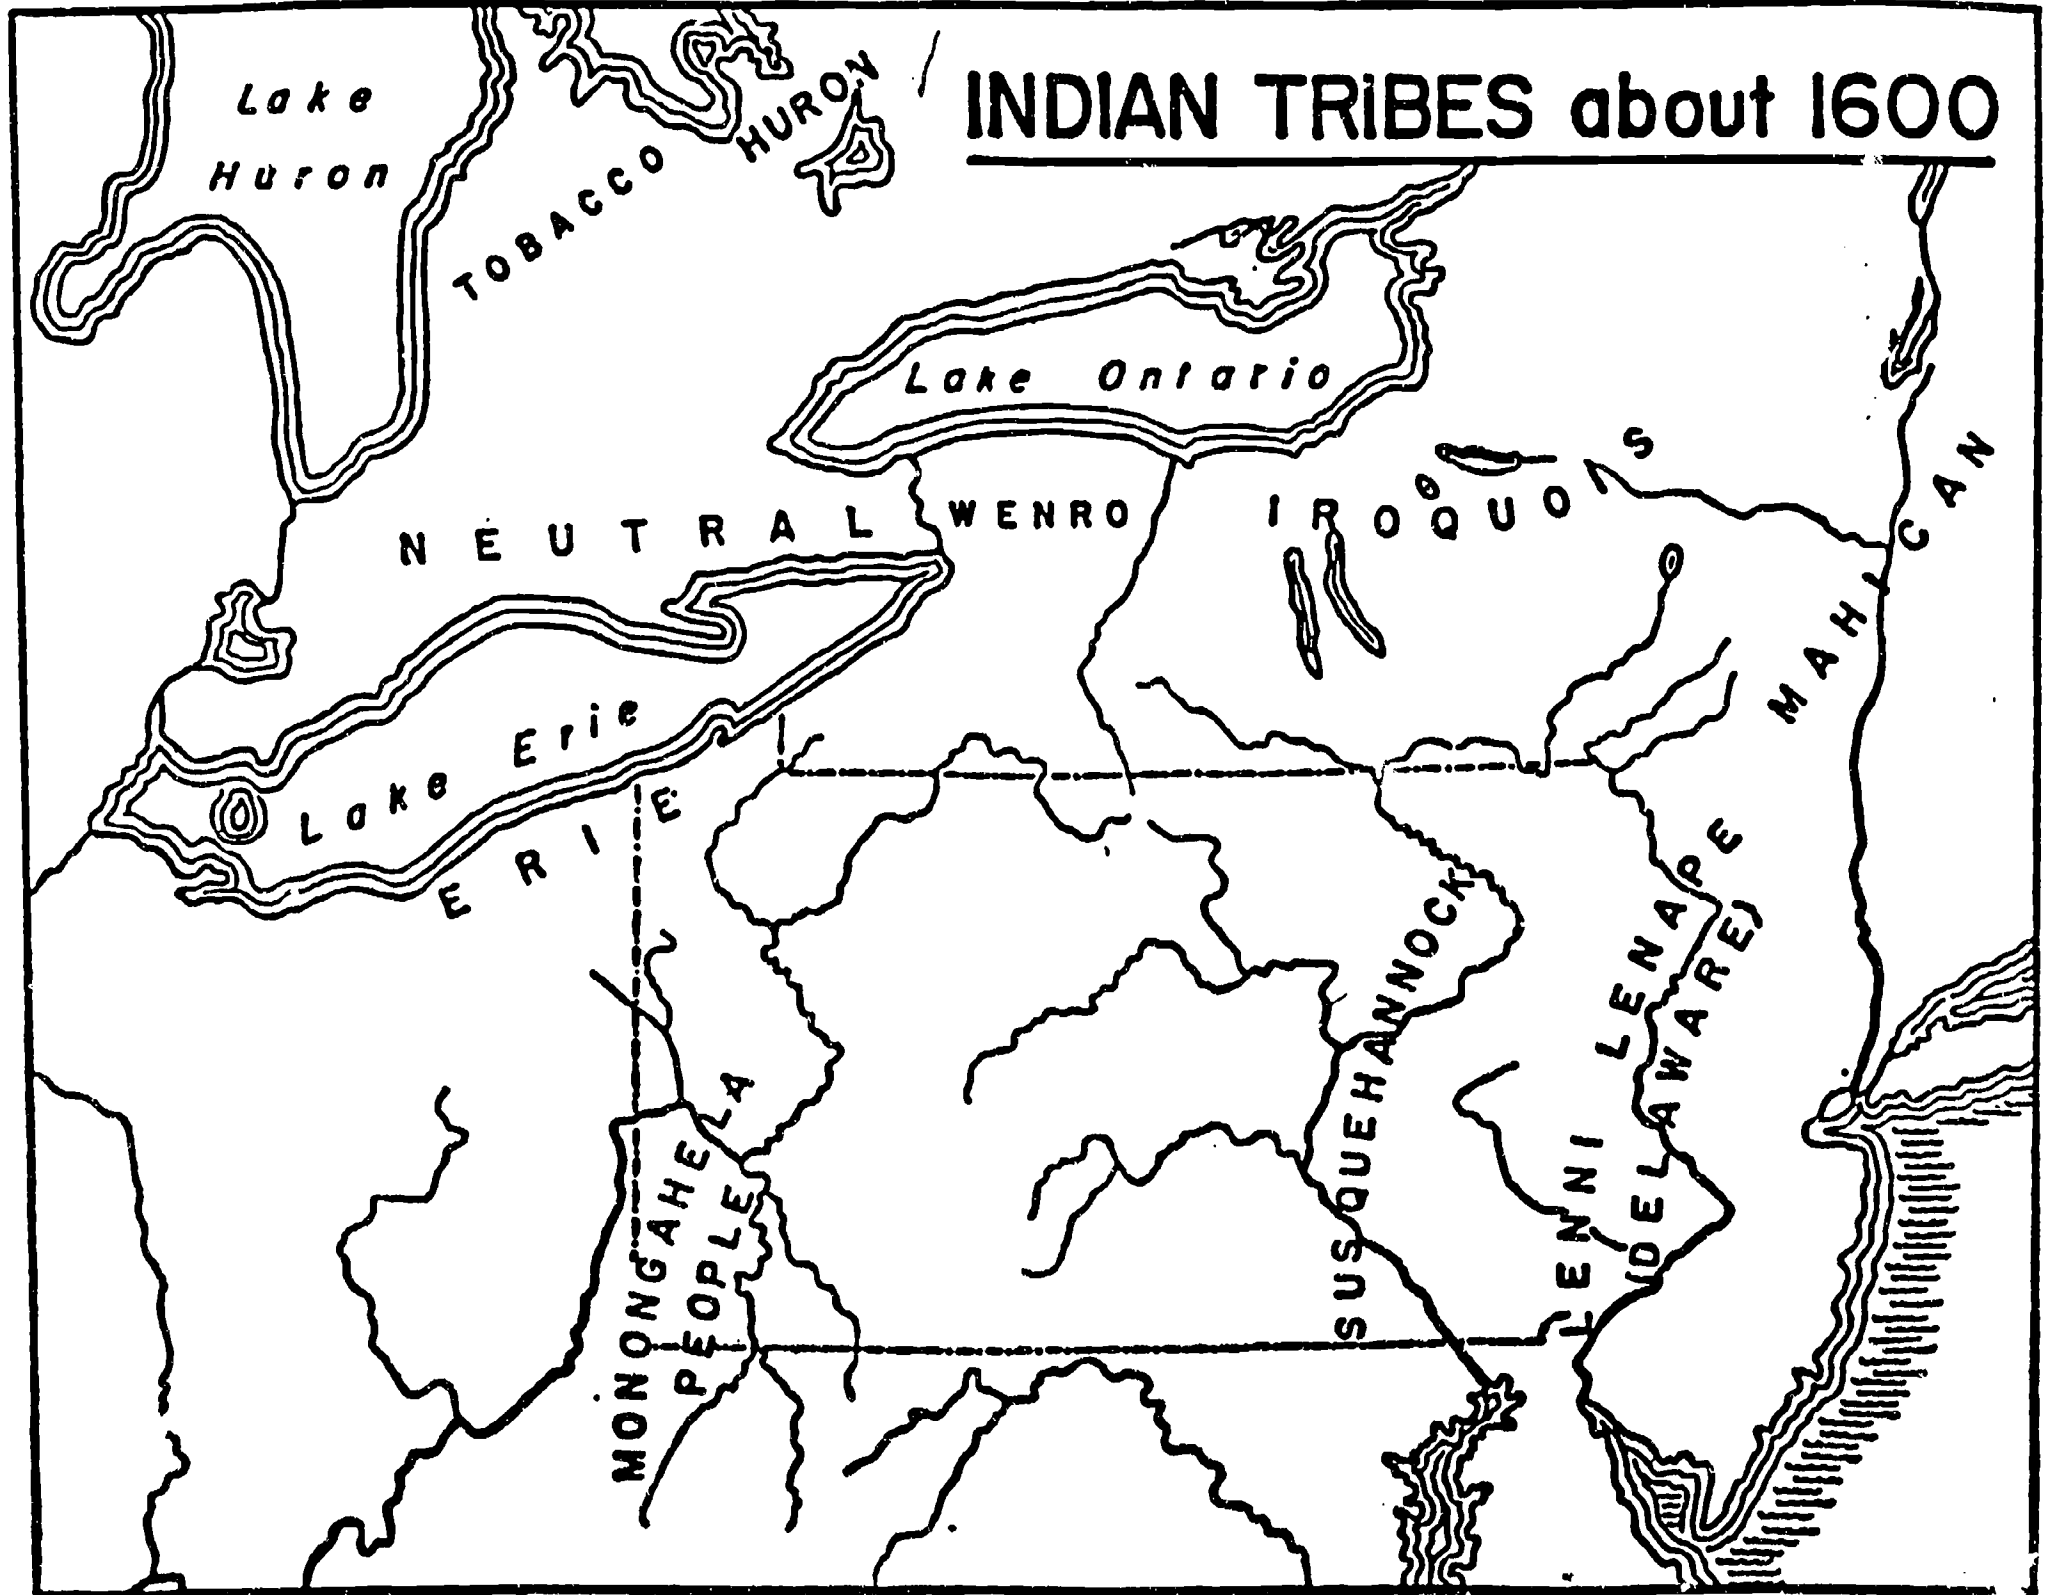 INDIAN TRIBES about 1600
Lake
Huron
HURON
TOBACCO
Lake Ontario
NEUTRAL
WENRO
IROQUOIS
MAHICAN
Lake Erie
ERIE
SUSQUEHANNOCK
LENNI LENAPE
(DELAWARE)
MONONGAHELA
PEOPLE